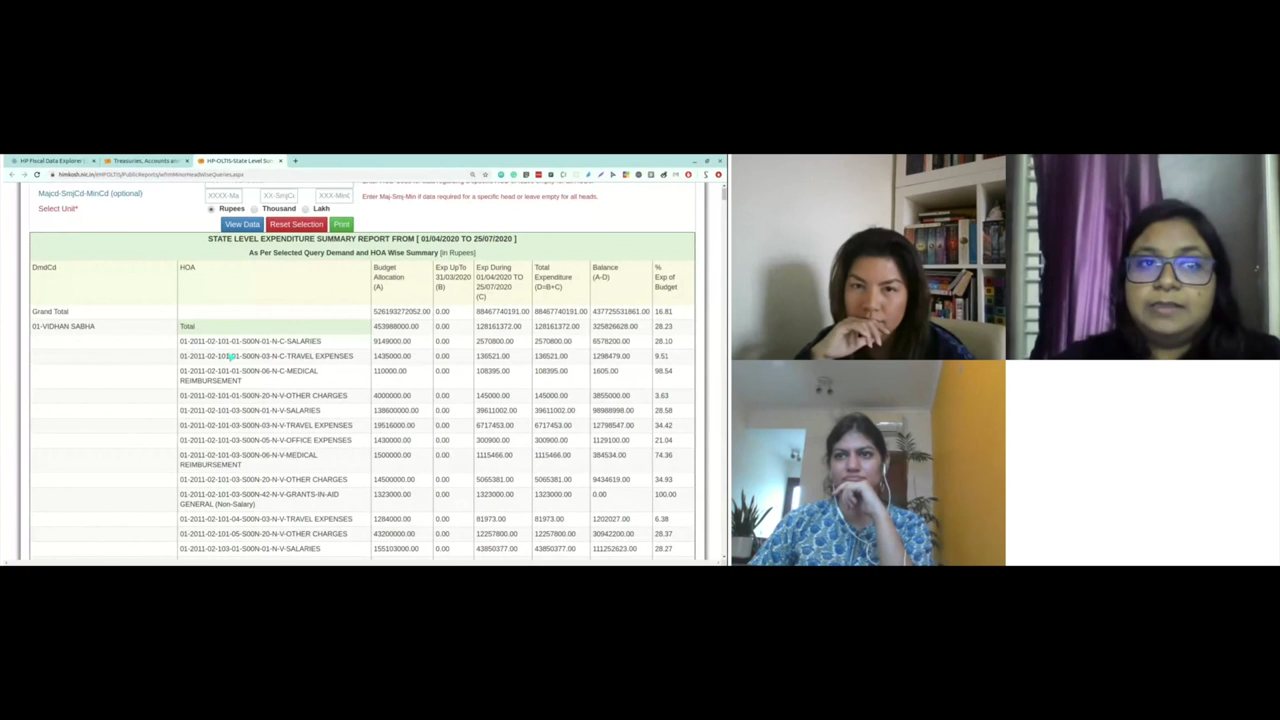 HP Fiscal Data Explorer
Treasuries, Accounts an
HP-OLTIS-State Level Su
himkosh.nic.in/eHPOLTIS/PublicReports/wfrmMinorHeadWiseQueries.aspx
Majcd-SmjCd-MinCd (optional)
XXXX-Ma
XX-SmjC
XXX-Min
Enter Maj-Smj-Min if data required for a specific head or leave empty for all heads.
Select Unit*
Rupees Thousand Lakh
View Data Reset Selection Print
STATE LEVEL EXPENDITURE SUMMARY REPORT FROM [ 01/04/2020 TO 25/07/2020 ]
As Per Selected Query Demand and HOA Wise Summary [in Rupees]
DmdCd HOA Budget Allocation (A) Exp UpTo 31/03/2020 (B) Exp During 01/04/2020 TO 25/07/2020 (C) Total Expenditure (D=B+C) Balance (A-D) % Exp of Budget
Grand Total 526193272052.00 0.00 88467740191.00 88467740191.00 437725531861.00 16.81
01-VIDHAN SABHA Total 453988000.00 0.00 128161372.00 128161372.00 325826628.00 28.23
01-2011-02-101-01-S00N-01-N-C-SALARIES 9149000.00 0.00 2570800.00 2570800.00 6578200.00 28.10
01-2011-02-101-01-S00N-03-N-C-TRAVEL EXPENSES 1435000.00 0.00 136521.00 136521.00 1298479.00 9.51
01-2011-02-101-01-S00N-06-N-C-MEDICAL REIMBURSEMENT 110000.00 0.00 108395.00 108395.00 1605.00 98.54
01-2011-02-101-01-S00N-20-N-V-OTHER CHARGES 4000000.00 0.00 145000.00 145000.00 3855000.00 3.63
01-2011-02-101-03-S00N-01-N-V-SALARIES 138600000.00 0.00 39611002.00 39611002.00 98988998.00 28.58
01-2011-02-101-03-S00N-03-N-V-TRAVEL EXPENSES 19516000.00 0.00 6717453.00 6717453.00 12798547.00 34.42
01-2011-02-101-03-S00N-05-N-V-OFFICE EXPENSES 1430000.00 0.00 300900.00 300900.00 1129100.00 21.04
01-2011-02-101-03-S00N-06-N-V-MEDICAL REIMBURSEMENT 1500000.00 0.00 1115466.00 1115466.00 384534.00 74.36
01-2011-02-101-03-S00N-20-N-V-OTHER CHARGES 14500000.00 0.00 5065381.00 5065381.00 9434619.00 34.93
01-2011-02-101-03-S00N-42-N-V-GRANTS-IN-AID GENERAL (Non-Salary) 1323000.00 0.00 1323000.00 1323000.00 0.00 100.00
01-2011-02-101-04-S00N-03-N-V-TRAVEL EXPENSES 1284000.00 0.00 81973.00 81973.00 1202027.00 6.38
01-2011-02-101-05-S00N-20-N-V-OTHER CHARGES 43200000.00 0.00 12257800.00 12257800.00 30942200.00 28.37
01-2011-02-103-01-S00N-01-N-V-SALARIES 155103000.00 0.00 43850377.00 43850377.00 111252623.00 28.27